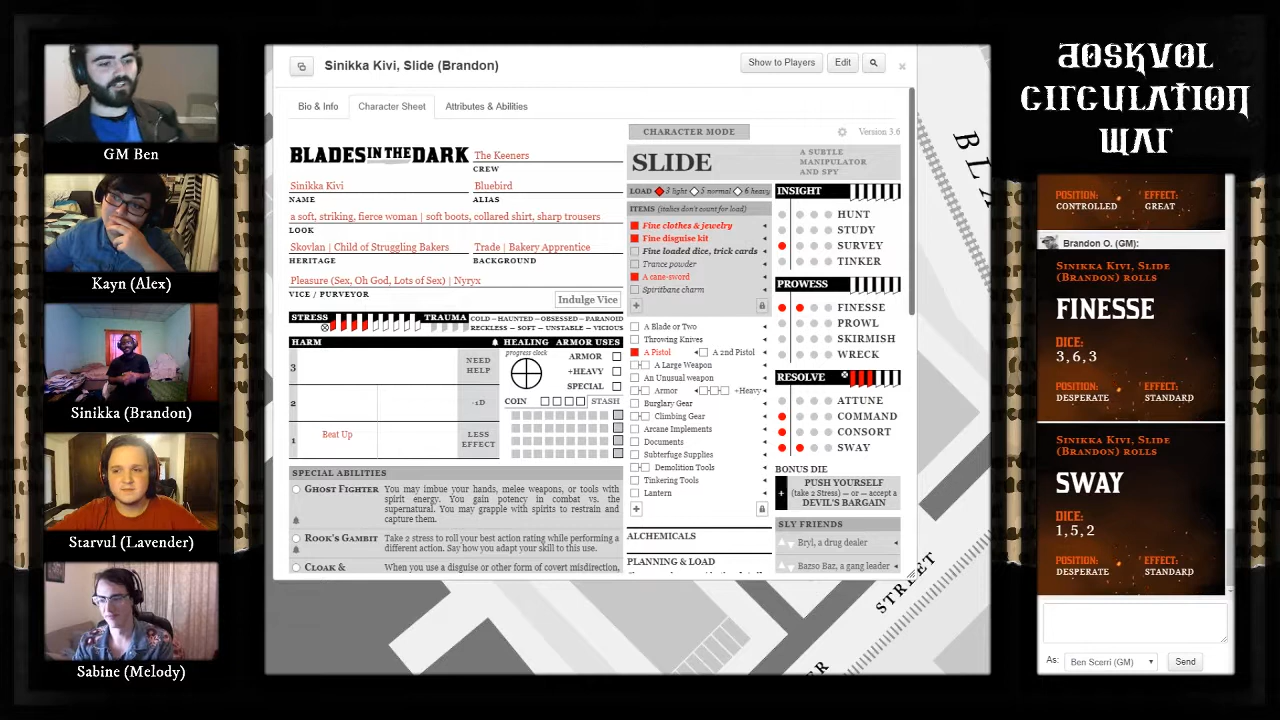 GM Ben
Kayn (Alex)
Sinikka (Brandon)
Starvul (Lavender)
Sabine (Melody)
Sinikka Kivi, Slide (Brandon)
Show to Players
Edit
Bio & Info
Character Sheet
Attributes & Abilities
CHARACTER MODE
Version 3.6
BLADES IN THE DARK
The Keeners
CREW
Sinikka Kivi
Bluebird
NAME
ALIAS
a soft, striking, fierce woman | soft boots, collared shirt, sharp trousers
LOOK
Skovlan | Child of Struggling Bakers
Trade | Bakery Apprentice
HERITAGE
BACKGROUND
Pleasure (Sex, Oh God, Lots of Sex) | Nyryx
VICE / PURVEYOR
Indulge Vice
STRESS
TRAUMA
COLD – HAUNTED – OBSESSED – PARANOID
RECKLESS – SOFT – UNSTABLE – VICIOUS
HARM
HEALING
ARMOR USES
3
NEED
HELP
progress clock
ARMOR
+HEAVY
SPECIAL
2
-1D
COIN
STASH
1
Beat Up
LESS
EFFECT
SPECIAL ABILITIES
GHOST FIGHTER
You may imbue your hands, melee weapons, or tools with
spirit energy. You gain potency in combat vs. the
supernatural. You may grapple with spirits to restrain and
capture them.
ROOK'S GAMBIT
Take 2 stress to roll your best action rating while performing a
different action. Say how you adapt your skill to this use.
CLOAK &
When you use a disguise or other form of covert misdirection,
SLIDE
A SUBTLE
MANIPULATOR
AND SPY
LOAD
3 light
5 normal
6 heavy
ITEMS (italics don't count for load)
Fine clothes & jewelry
Fine disguise kit
Fine loaded dice, trick cards
Trance powder
A cane-sword
Spiritbane charm
A Blade or Two
Throwing Knives
A Pistol
A 2nd Pistol
A Large Weapon
An Unusual weapon
Armor
+Heavy
Burglary Gear
Climbing Gear
Arcane Implements
Documents
Subterfuge Supplies
Demolition Tools
Tinkering Tools
Lantern
ALCHEMICALS
PLANNING & LOAD
INSIGHT
HUNT
STUDY
SURVEY
TINKER
PROWESS
FINESSE
PROWL
SKIRMISH
WRECK
RESOLVE
ATTUNE
COMMAND
CONSORT
SWAY
BONUS DIE
+
PUSH YOURSELF
(take 2 Stress) — or — accept a
DEVIL'S BARGAIN
SLY FRIENDS
Bryl, a drug dealer
Bazso Baz, a gang leader
STREET
DOSKVOL
CIRCULATION
WAR
POSITION:
CONTROLLED
EFFECT:
GREAT
Brandon O. (GM):
SINIKKA KIVI, SLIDE
(BRANDON) ROLLS
FINESSE
DICE:
3,6,3
POSITION:
DESPERATE
EFFECT:
STANDARD
SINIKKA KIVI, SLIDE
(BRANDON) ROLLS
SWAY
DICE:
1,5,2
POSITION:
DESPERATE
EFFECT:
STANDARD
As:
Ben Scerri (GM)
Send